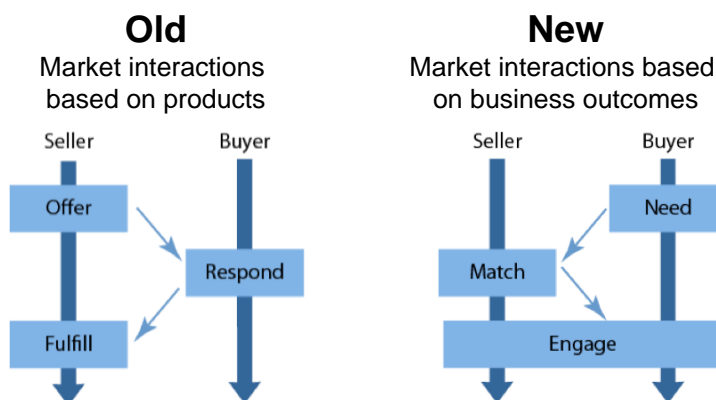 Old
Market interactions
based on products
Seller
Buyer
Offer
Respond
Fulfill
New
Market interactions based
on business outcomes
Seller
Buyer
Need
Match
Engage